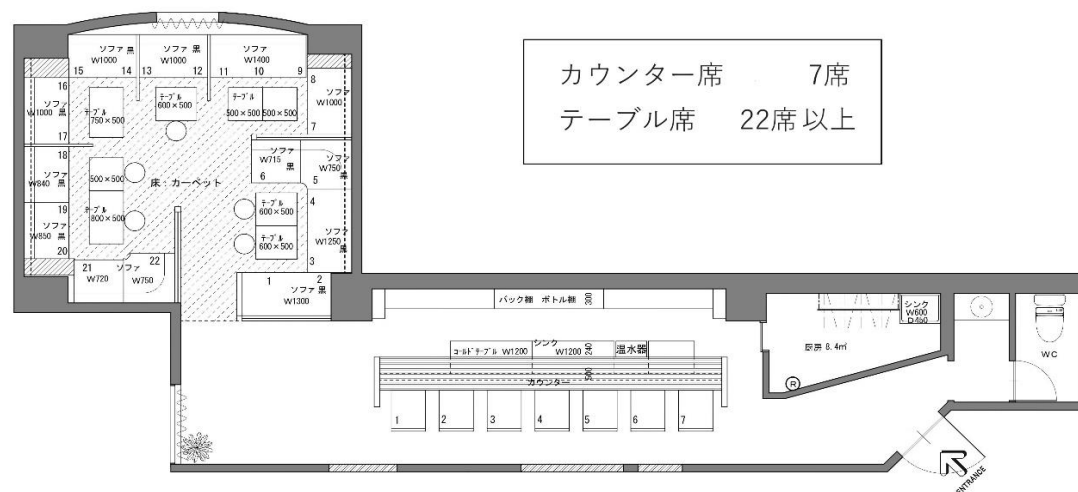 カウンター席 7席
テーブル席 22席以上
ソファ 黒
W1000
15 14
ソファ 黒
W1000
13 12
ソファ
W1400
11 10 9
16
ソファ
黒
W1000
17
テーブル
750×500
テーブル
600×500
テーブル
500×500 500×500
8
ソファ
W1000
7
18
ソファ
黒
W840
500×500
床：カーペット
ソファ
W715
黒
6
ソファ
W750
黒
5
19
ソファ
黒
W850
20
テーブル
800×500
テーブル
600×500
テーブル
600×500
4
ソファ
W1250
黒
3
21
W720
ソファ
22
W750
1 2
ソファ 黒
W1300
バック棚 ボトル棚 300
コールドテーブル W1200
シンク
W1200 240
温水器
500
カウンター
1 2 3 4 5 6 7
シンク
W600
D450
厨房 8.4㎡
R
WC
ENTRANCE